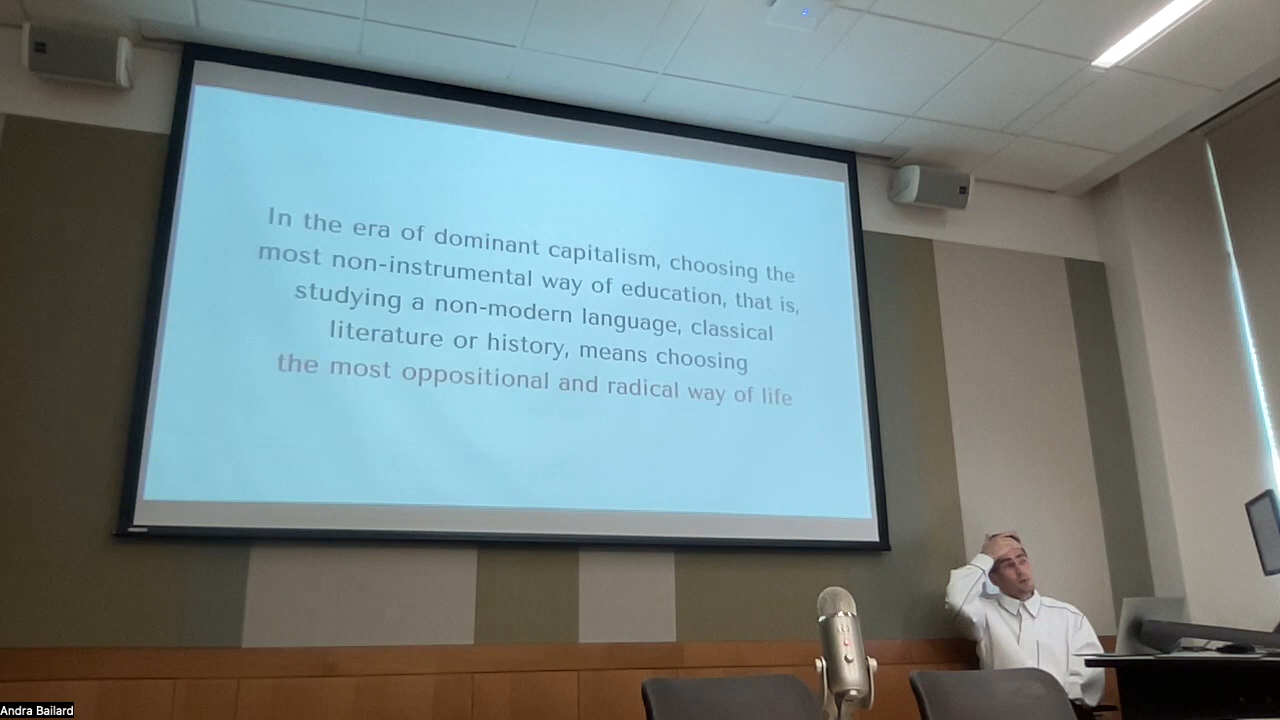 In the era of dominant capitalism, choosing the
most non-instrumental way of education, that is,
studying a non-modern language, classical
literature or history, means choosing
the most oppositional and radical way of life
Andra Bailard